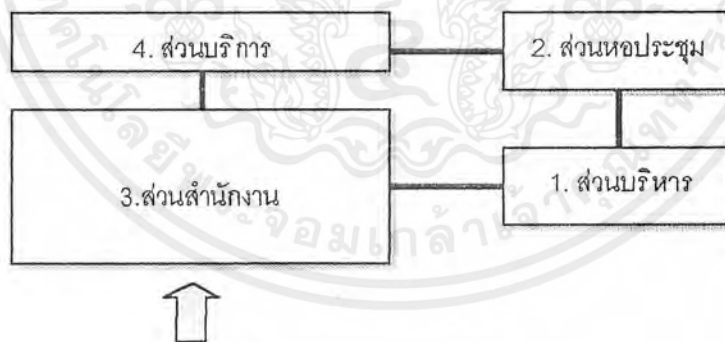 4. ส่วนบริการ
2. ส่วนหอประชุม
3.ส่วนสำนักงาน
1. ส่วนบริหาร